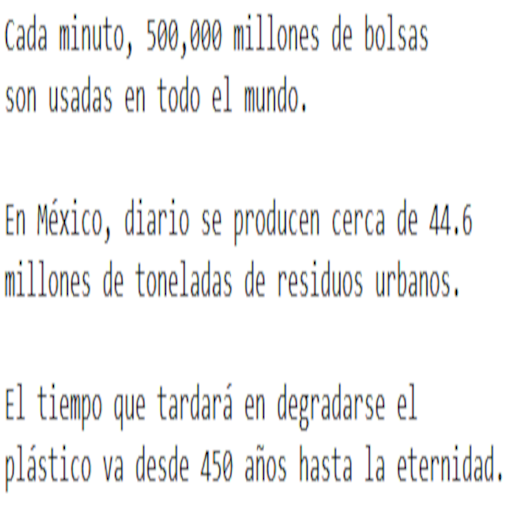 Cada minuto, 500,000 millones de bolsas
son usadas en todo el mundo.
En México, diario se producen cerca de 44.6
millones de toneladas de residuos urbanos.
El tiempo que tardará en degradarse el
plástico va desde 450 años hasta la eternidad.